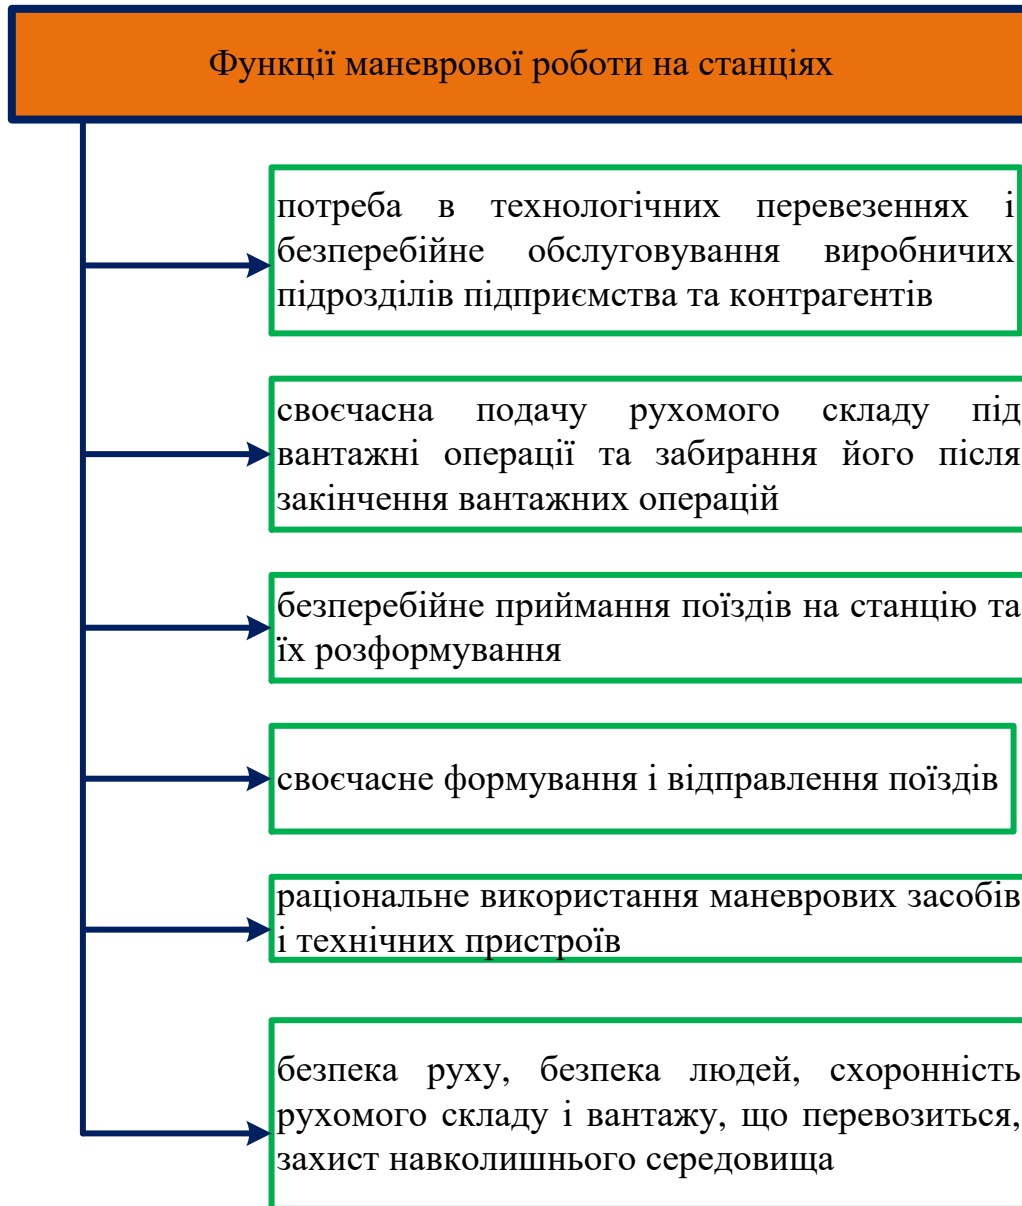 Функції маневрової роботи на станціях
потреба в технологічних перевезеннях і
безперебійне обслуговування виробничих
підрозділів підприємства та контрагентів
своєчасна подачу рухомого складу під
вантажні операції та забирання його після
закінчення вантажних операцій
безперебійне приймання поїздів на станцію та
їх розформування
своєчасне формування і відправлення поїздів
раціональне використання маневрових засобів
і технічних пристроїв
безпека руху, безпека людей, схоронність
рухомого складу і вантажу, що перевозиться,
захист навколишнього середовища